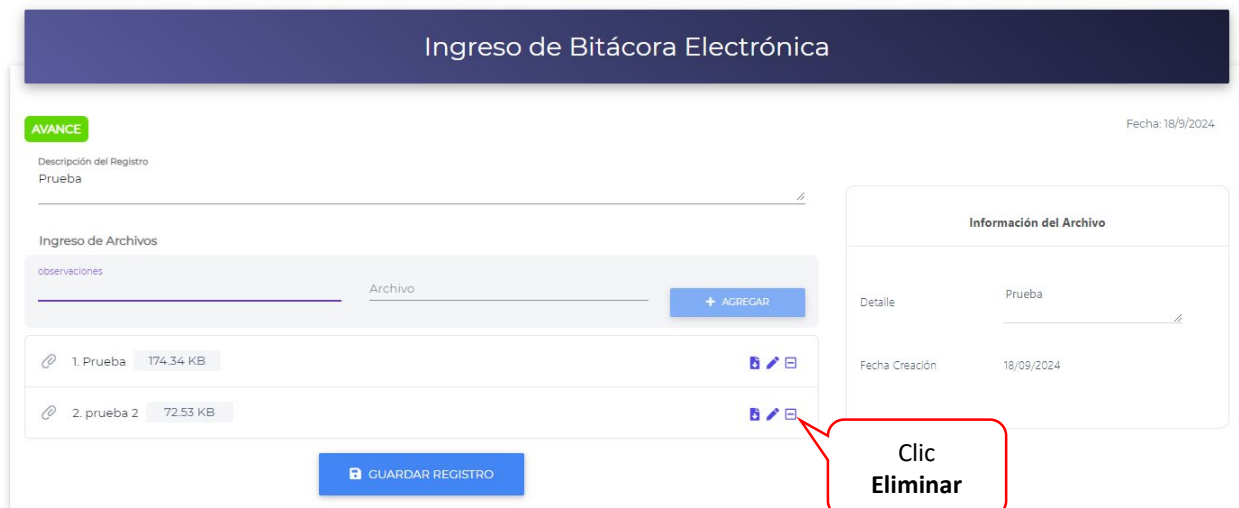 Ingreso de Bitácora Electrónica
AVANCE
Fecha: 18/9/2024
Descripción del Registro
Prueba
Ingreso de Archivos
observaciones
Archivo
+ AGREGAR
1. Prueba 174.34 KB
2. prueba 2 72.53 KB
GUARDAR REGISTRO
Información del Archivo
Detalle Prueba
Fecha Creación 18/09/2024
Clic
Eliminar